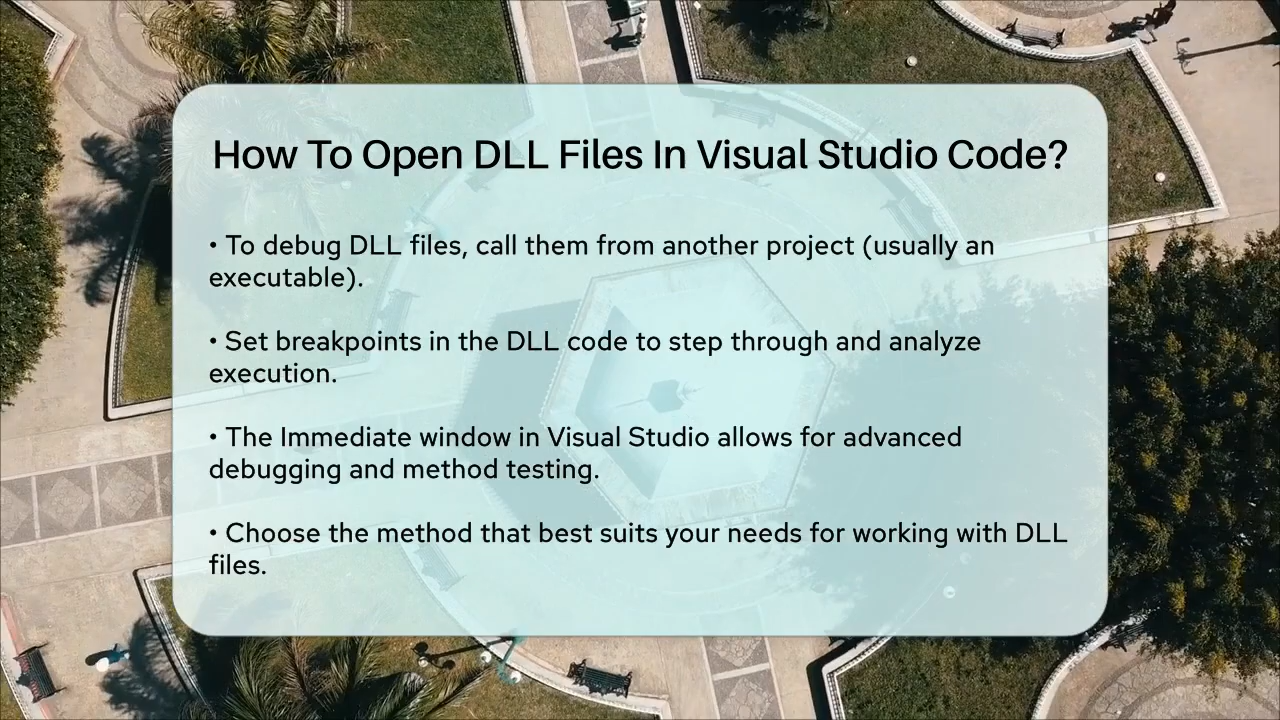 How To Open DLL Files In Visual Studio Code?
• To debug DLL files, call them from another project (usually an
executable).
• Set breakpoints in the DLL code to step through and analyze
execution.
• The Immediate window in Visual Studio allows for advanced
debugging and method testing.
• Choose the method that best suits your needs for working with DLL
files.